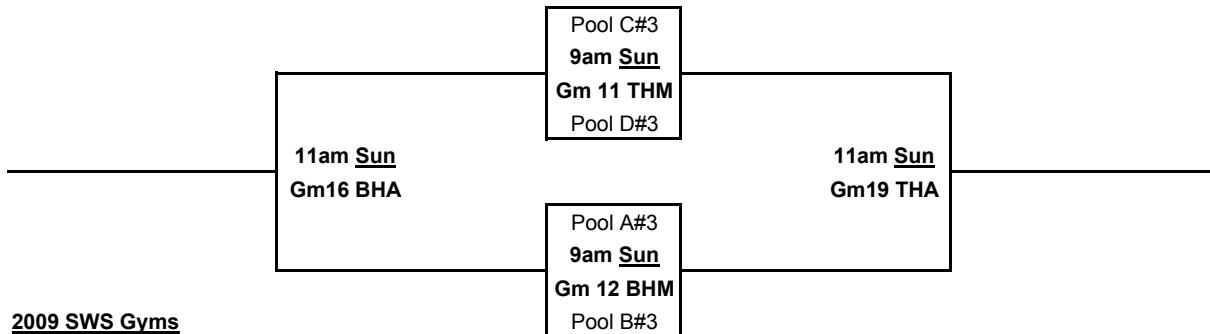 Pool C#3
9am Sun
Gm 11 THM
Pool D#3
11am Sun
Gm16 BHA
11am Sun
Gm19 THA
Pool A#3
9am Sun
Gm 12 BHM
Pool B#3
2009 SWS Gyms